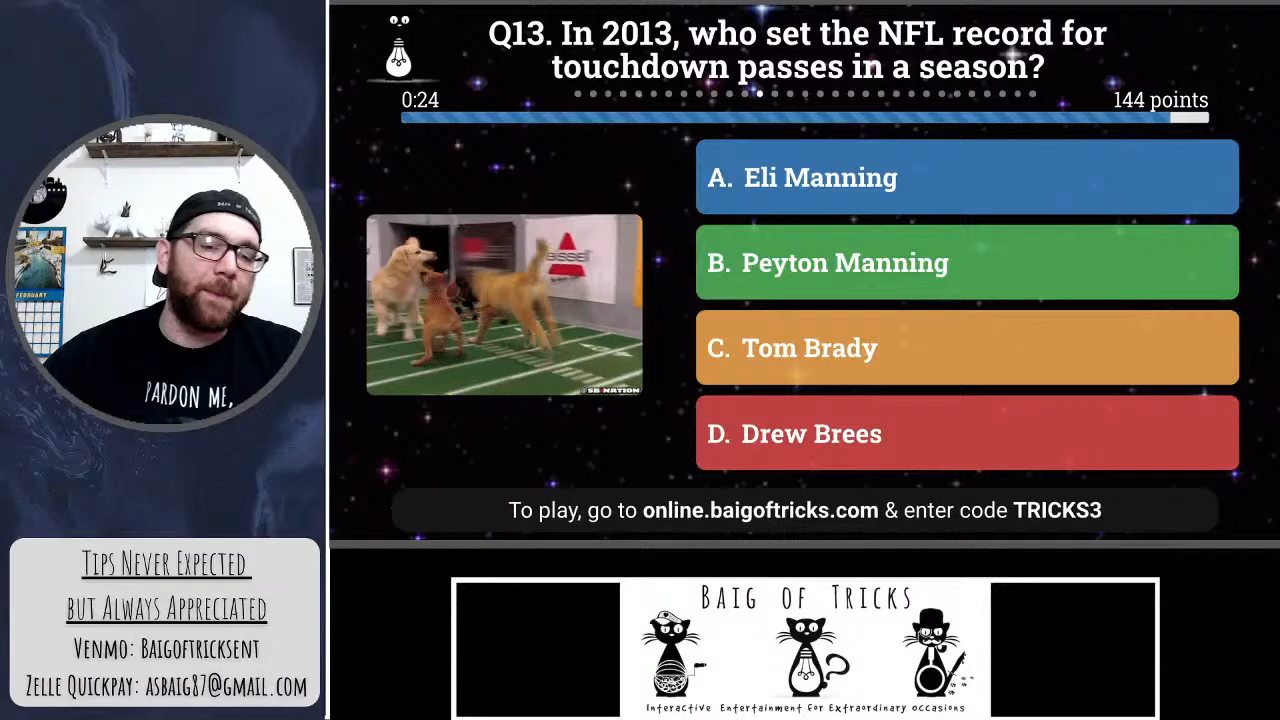 Q13. In 2013, who set the NFL record for
touchdown passes in a season?
0:24
144 points
A. Eli Manning
B. Peyton Manning
C. Tom Brady
D. Drew Brees
To play, go to online.baigoftricks.com & enter code TRICKS3
FEBRUARY
PARDON ME,
SB NATION
Tips Never Expected
but Always Appreciated
Venmo: Baigoftricksent
Zelle Quickpay: asbaig87@gmail.com
Baig of Tricks
Interactive Entertainment for Extraordinary occasions